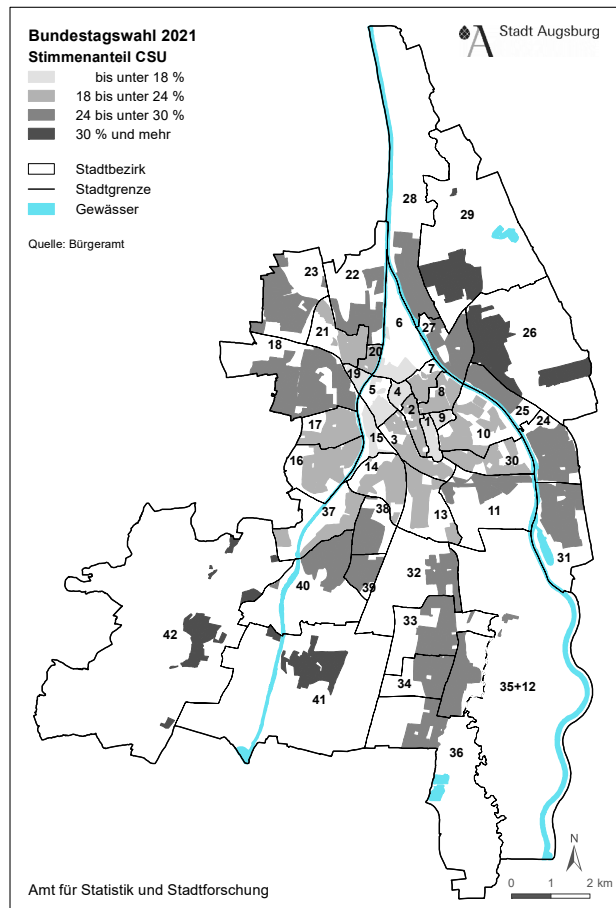 Bundestagswahl 2021
Stimmenanteil CSU
bis unter 18 %
18 bis unter 24 %
24 bis unter 30 %
30 % und mehr
Stadtbezirk
Stadtgrenze
Gewässer
Quelle: Bürgeramt
Stadt Augsburg
28
29
23
22
6
27
26
21
18
20
19
7
5
4
8
2
25
24
17
1
9
10
15
3
16
14
30
37
38
13
11
31
32
40
39
33
42
34
35+12
41
36
N
0 1 2 km
Amt für Statistik und Stadtforschung